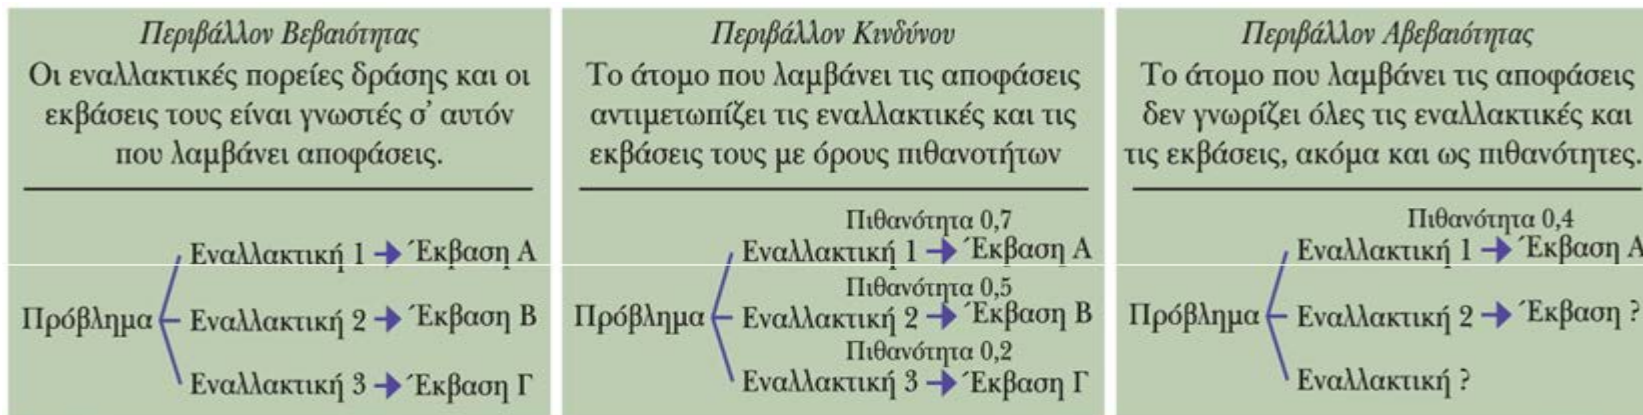 Περιβάλλον Βεβαιότητας
Οι εναλλακτικές πορείες δράσης και οι
εκβάσεις τους είναι γνωστές σ’ αυτόν
που λαμβάνει αποφάσεις.
Εναλλακτική 1 Έκβαση Α
Πρόβλημα Εναλλακτική 2 Έκβαση Β
Εναλλακτική 3 Έκβαση Γ
Περιβάλλον Κινδύνου
Το άτομο που λαμβάνει τις αποφάσεις
αντιμετωπίζει τις εναλλακτικές και τις
εκβάσεις τους με όρους πιθανοτήτων
Πιθανότητα 0,7
Εναλλακτική 1 Έκβαση Α
Πιθανότητα 0,5
Πρόβλημα Εναλλακτική 2 Έκβαση Β
Πιθανότητα 0,2
Εναλλακτική 3 Έκβαση Γ
Περιβάλλον Αβεβαιότητας
Το άτομο που λαμβάνει τις αποφάσεις
δεν γνωρίζει όλες τις εναλλακτικές και
τις εκβάσεις, ακόμα και ως πιθανότητες.
Πιθανότητα 0,4
Εναλλακτική 1 Έκβαση Α
Πρόβλημα Εναλλακτική 2 Έκβαση ?
Εναλλακτική ?